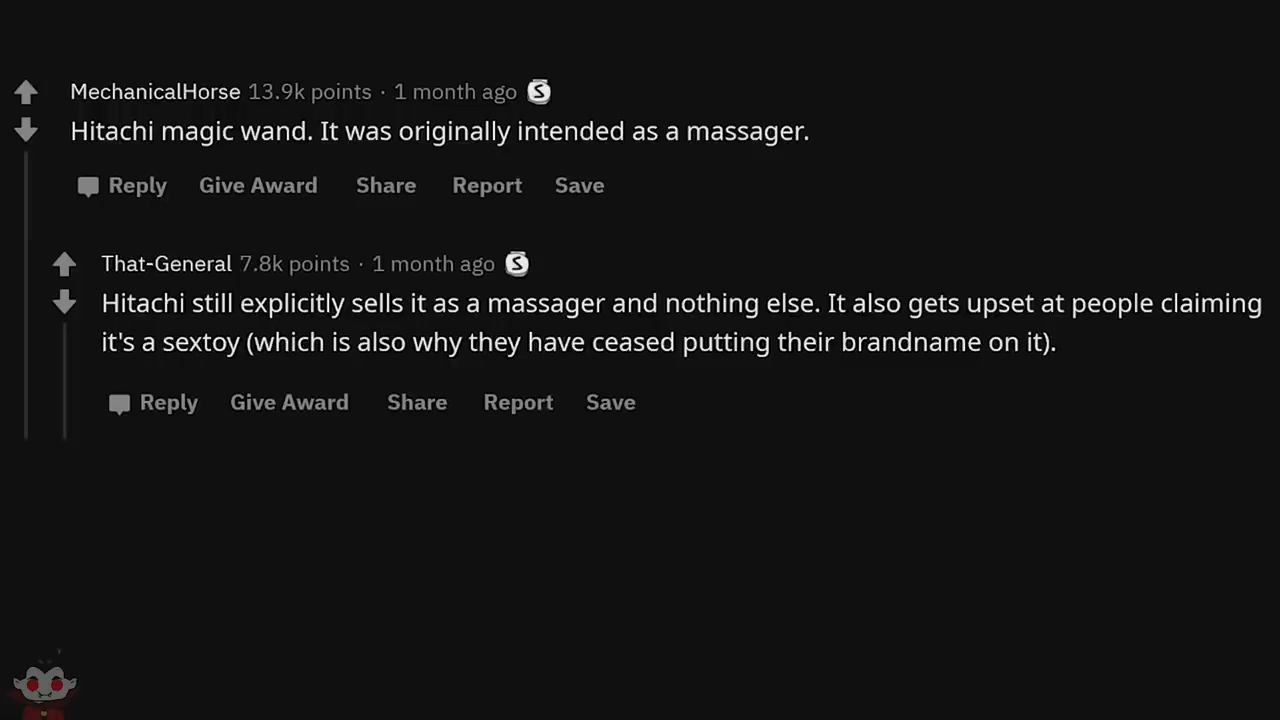 MechanicalHorse 13.9k points · 1 month ago S
Hitachi magic wand. It was originally intended as a massager.
Reply Give Award Share Report Save
That-General 7.8k points · 1 month ago S
Hitachi still explicitly sells it as a massager and nothing else. It also gets upset at people claiming
it's a sextoy (which is also why they have ceased putting their brandname on it).
Reply Give Award Share Report Save